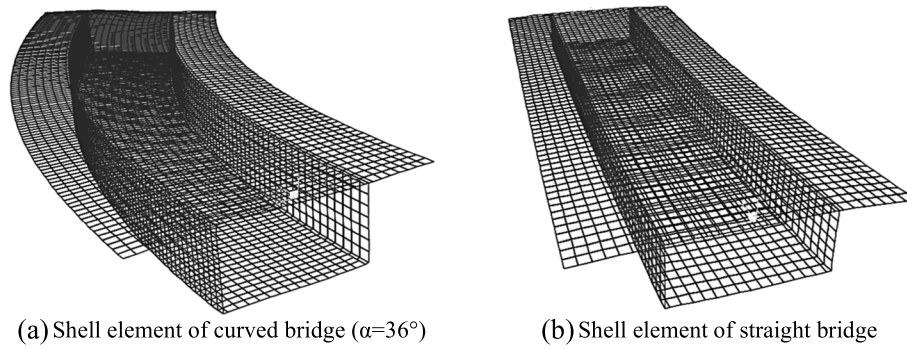 (a) Shell element of curved bridge (α=36°)
(b) Shell element of straight bridge